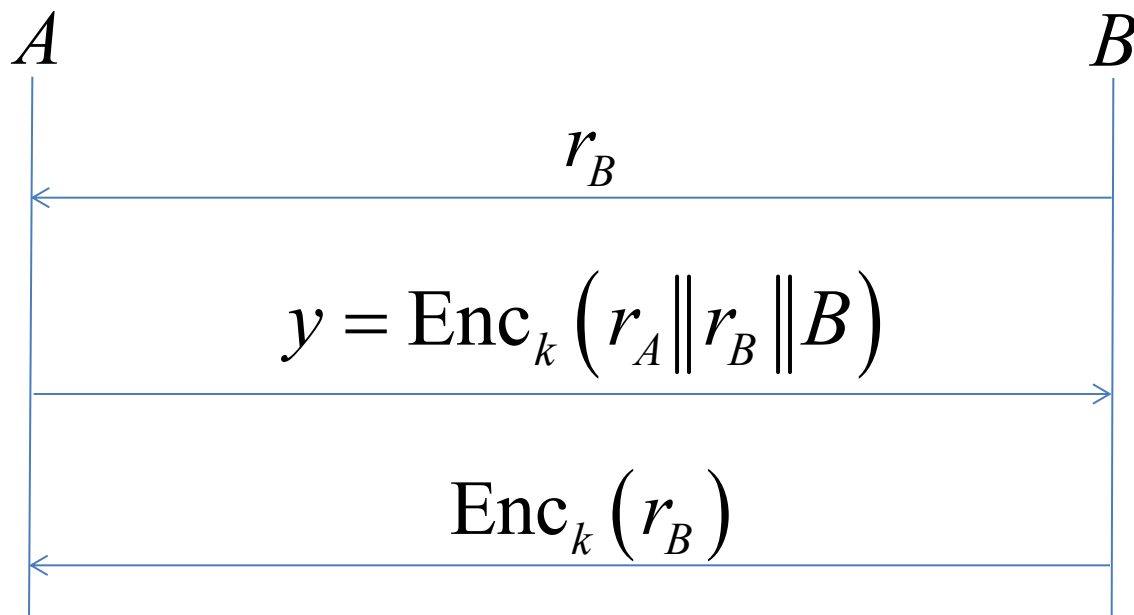 A B
r_B
y = Enc_k (r_A‖r_B‖B)
Enc_k (r_B)